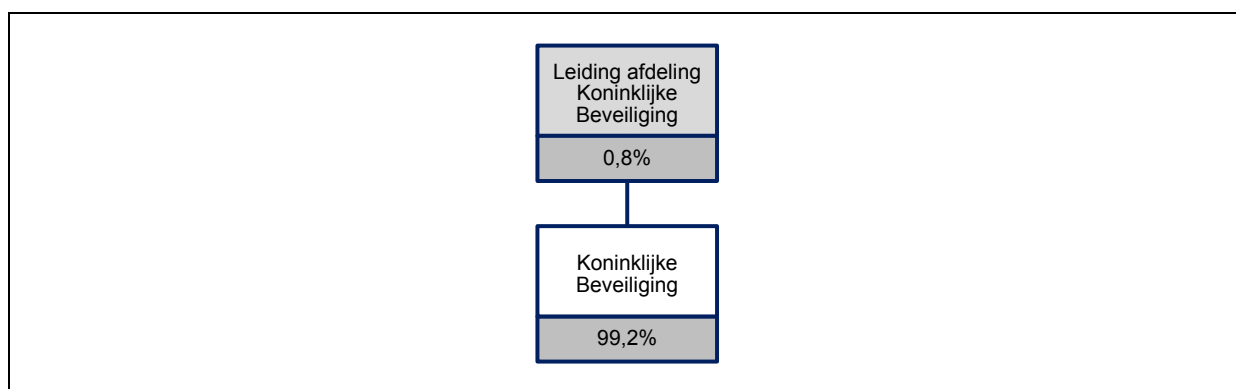 Leiding afdeling
Koninklijke
Beveiliging
0,8%
Koninklijke
Beveiliging
99,2%